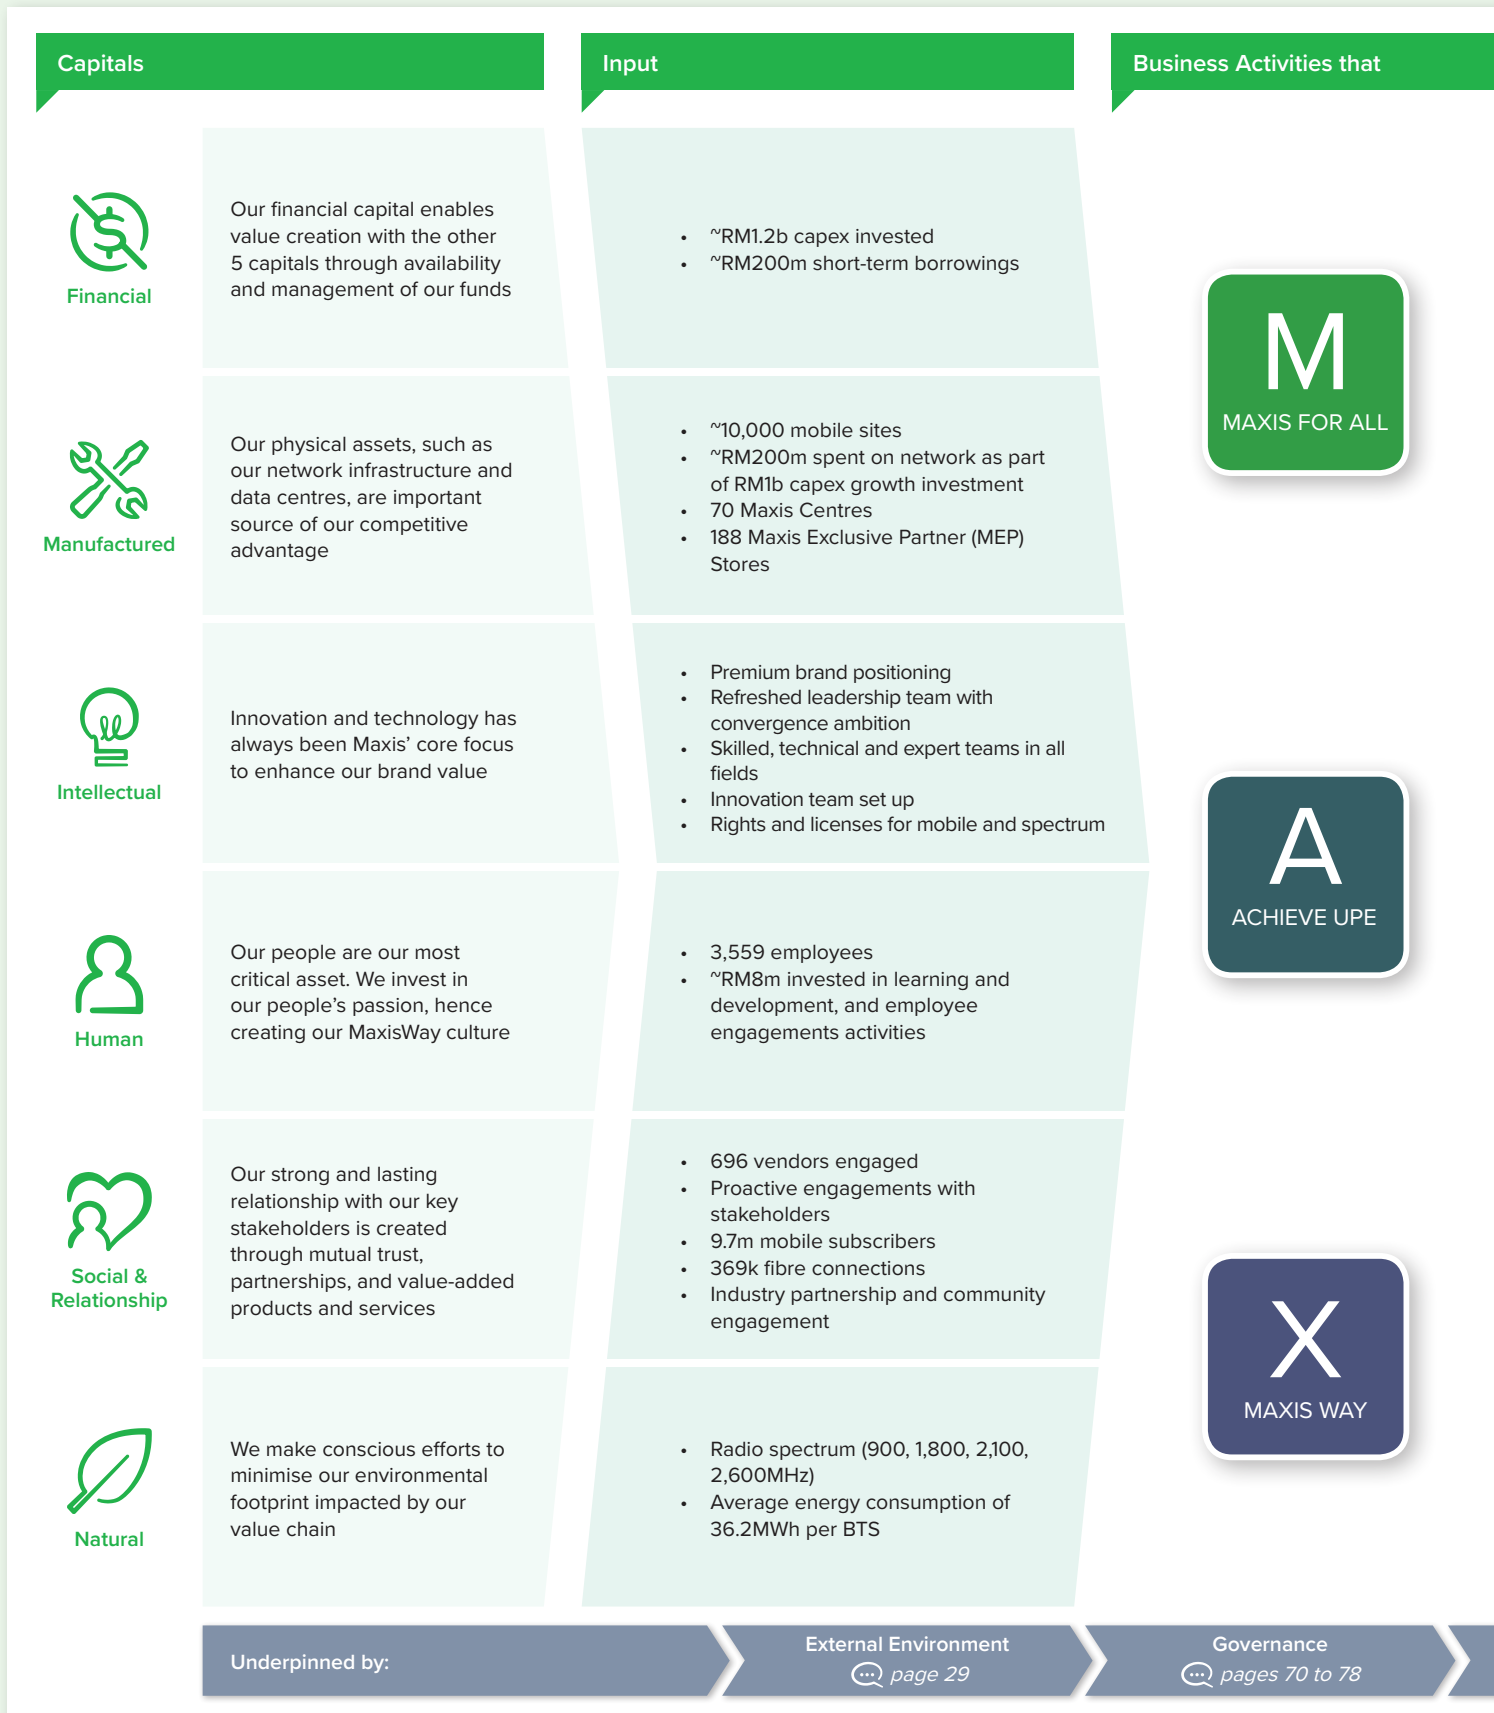 Capitals
Input
Business Activities that
Financial
Our financial capital enables
value creation with the other
5 capitals through availability
and management of our funds
• ~RM1.2b capex invested
• ~RM200m short-term borrowings
M
MAXIS FOR ALL
Manufactured
Our physical assets, such as
our network infrastructure and
data centres, are important
source of our competitive
advantage
• ~10,000 mobile sites
• ~RM200m spent on network as part
of RM1b capex growth investment
• 70 Maxis Centres
• 188 Maxis Exclusive Partner (MEP)
Stores
Intellectual
Innovation and technology has
always been Maxis’ core focus
to enhance our brand value
• Premium brand positioning
• Refreshed leadership team with
convergence ambition
• Skilled, technical and expert teams in all
fields
• Innovation team set up
• Rights and licenses for mobile and spectrum
A
ACHIEVE UPE
Human
Our people are our most
critical asset. We invest in
our people’s passion, hence
creating our MaxisWay culture
• 3,559 employees
• ~RM8m invested in learning and
development, and employee
engagements activities
Social &
Relationship
Our strong and lasting
relationship with our key
stakeholders is created
through mutual trust,
partnerships, and value-added
products and services
• 696 vendors engaged
• Proactive engagements with
stakeholders
• 9.7m mobile subscribers
• 369k fibre connections
• Industry partnership and community
engagement
X
MAXIS WAY
Natural
We make conscious efforts to
minimise our environmental
footprint impacted by our
value chain
• Radio spectrum (900, 1,800, 2,100,
2,600MHz)
• Average energy consumption of
36.2MWh per BTS
Underpinned by:
External Environment
page 29
Governance
pages 70 to 78